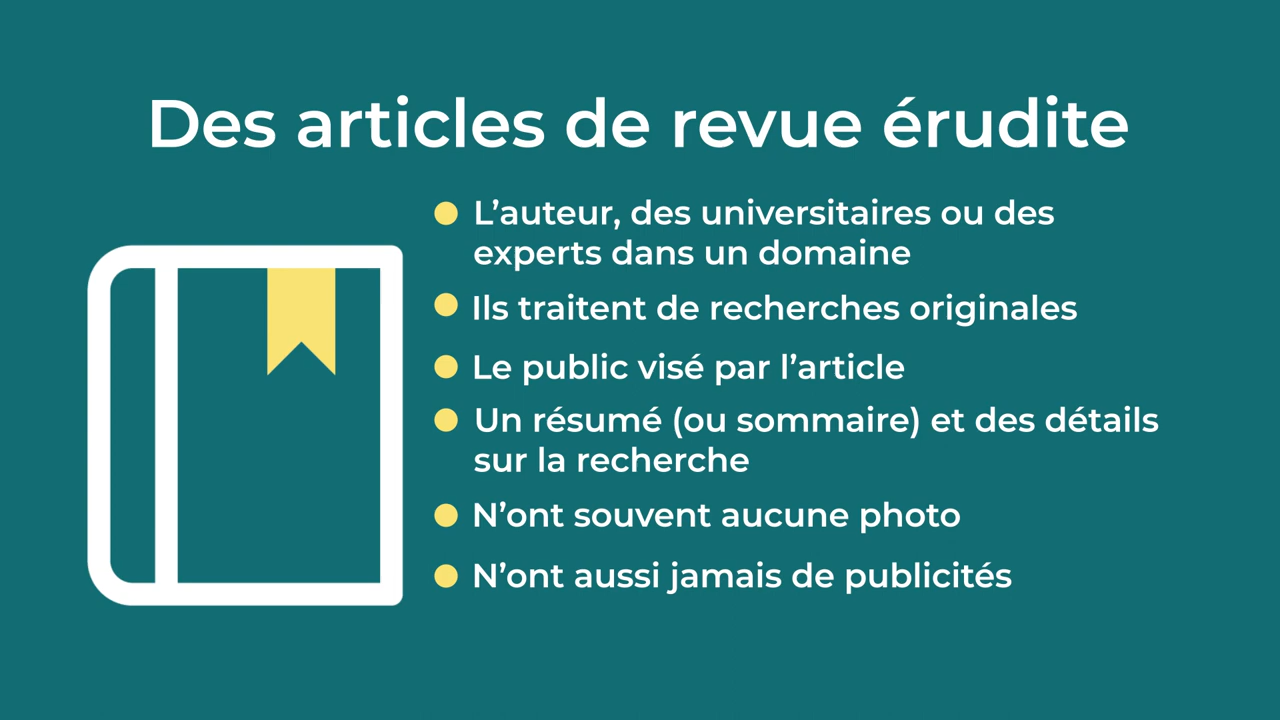 Des articles de revue érudite
L’auteur, des universitaires ou des
experts dans un domaine
Ils traitent de recherches originales
Le public visé par l’article
Un résumé (ou sommaire) et des détails
sur la recherche
N’ont souvent aucune photo
N’ont aussi jamais de publicités